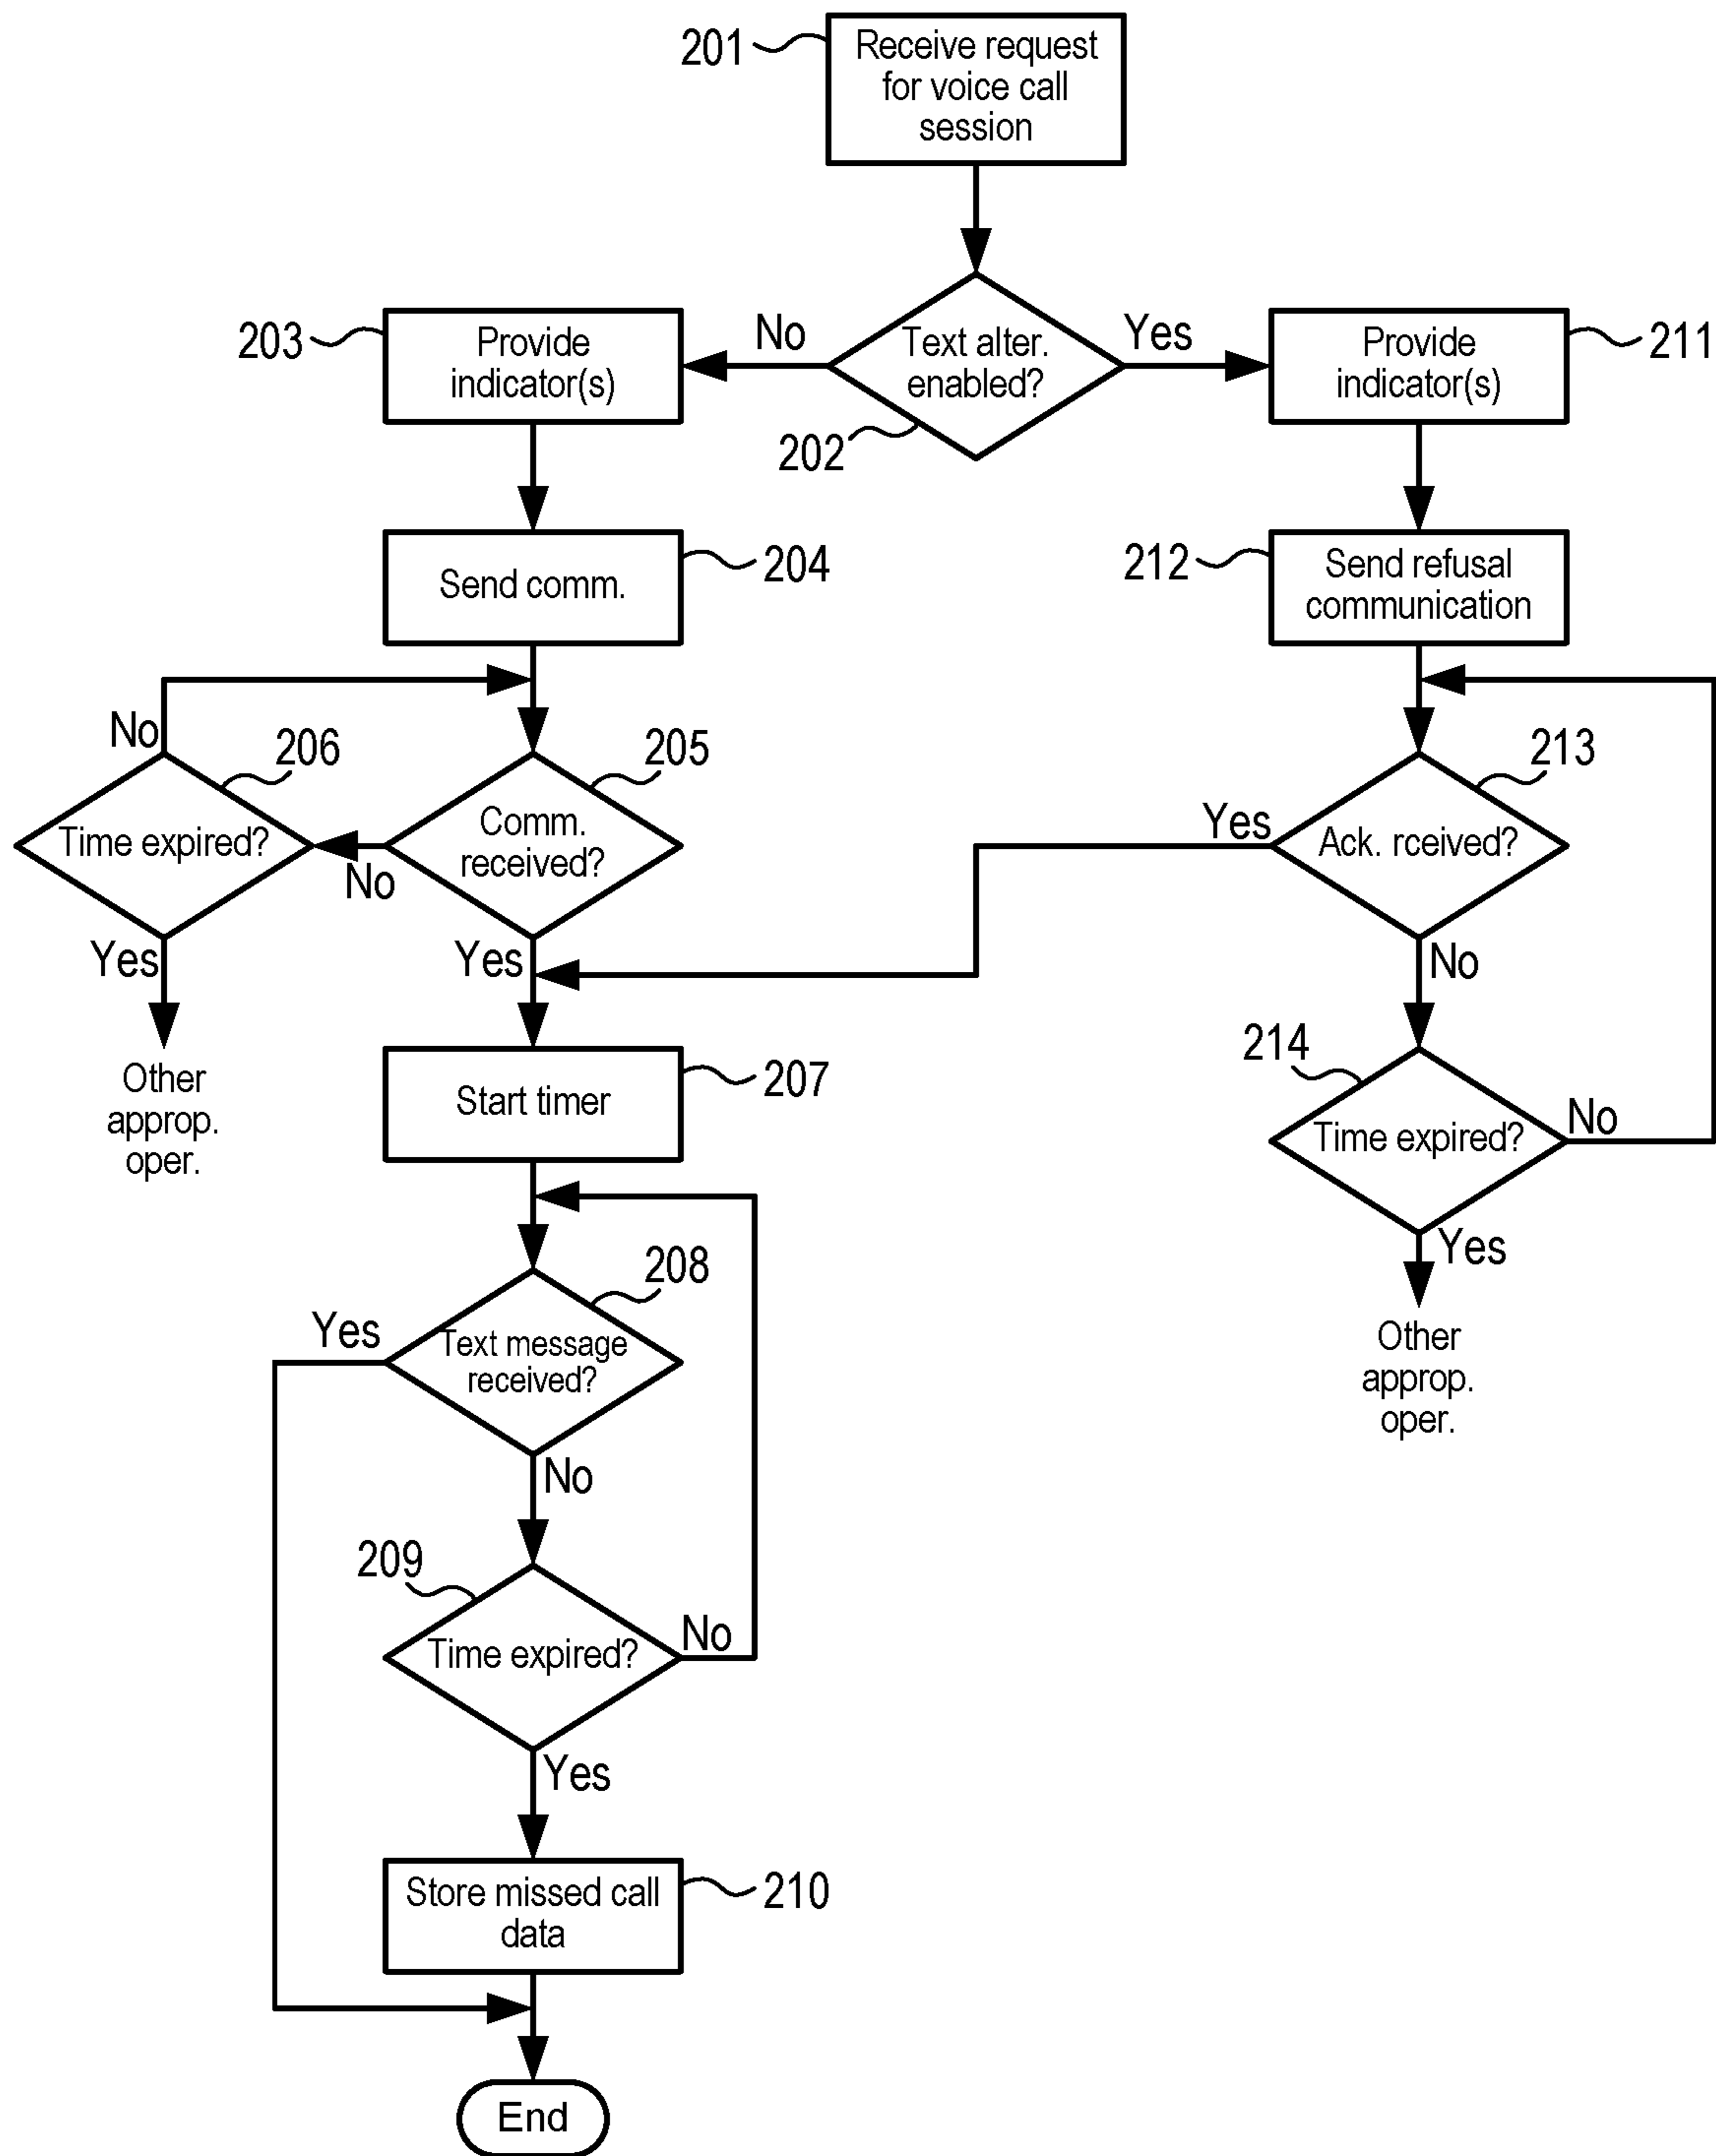 201
Receive request
for voice call
session
203
Provide
indicator(s)
No
Text alter.
enabled?
Yes
Provide
indicator(s)
211
202
Send comm.
204
212
Send refusal
communication
No
206
205
213
Time expired?
No
Comm.
received?
Yes
Ack. rceived?
Yes
Yes
No
Other
approp.
oper.
Start timer
207
214
Time expired?
No
Yes
Other
approp.
oper.
208
Yes
Text message
received?
No
209
Time expired?
No
Yes
Store missed call
data
210
End